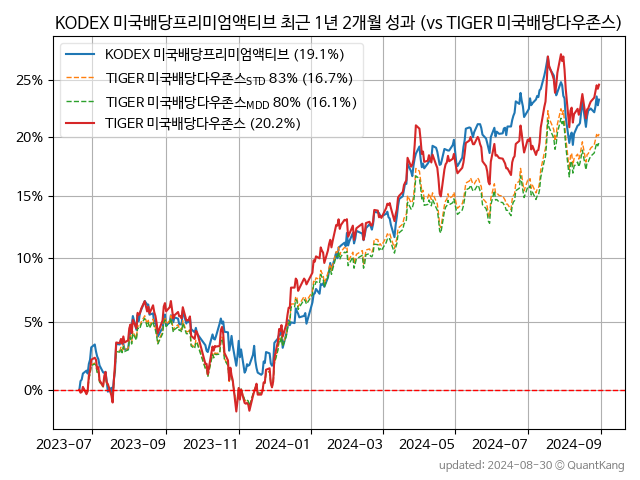 KODEX 미국배당프리미엄액티브 최근 1년 2개월 성과 (vs TIGER 미국배당다우존스)
KODEX 미국배당프리미엄액티브 (19.1%)
TIGER 미국배당다우존스STD 83% (16.7%)
TIGER 미국배당다우존스MDD 80% (16.1%)
TIGER 미국배당다우존스 (20.2%)
25%
20%
15%
10%
5%
0%
2023-07 2023-09 2023-11 2024-01 2024-03 2024-05 2024-07 2024-09
updated: 2024-08-30 © QuantKang